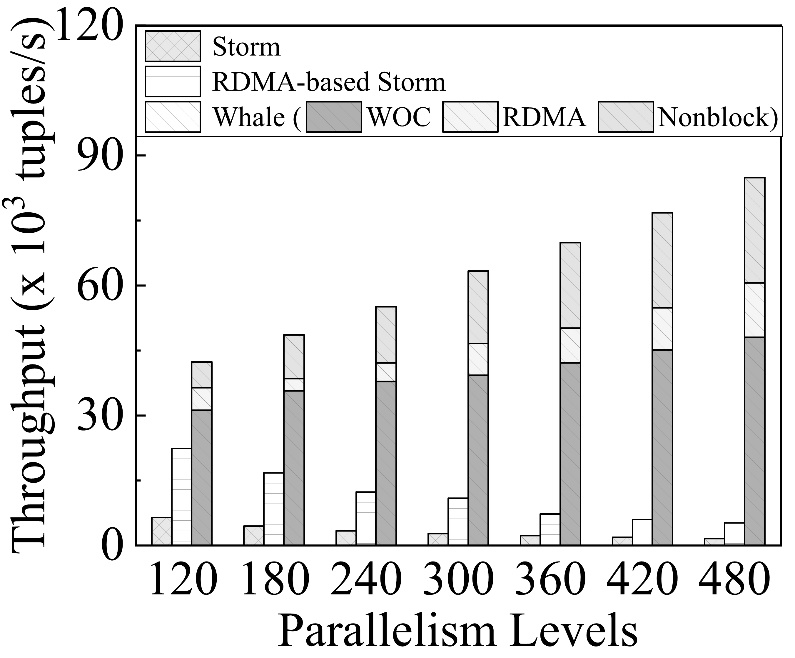 Throughput (x 10³ tuples/s)
120
90
60
30
0
Storm
RDMA-based Storm
Whale ( WOC RDMA Nonblock)
120 180 240 300 360 420 480
Parallelism Levels